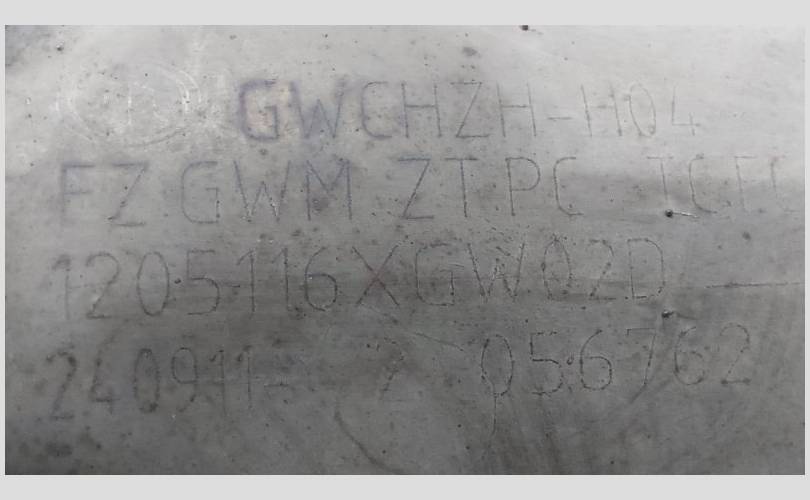 GWCHZH-H04
FZ GWM ZTPC
1205116XGW02D
240911- 2 056762